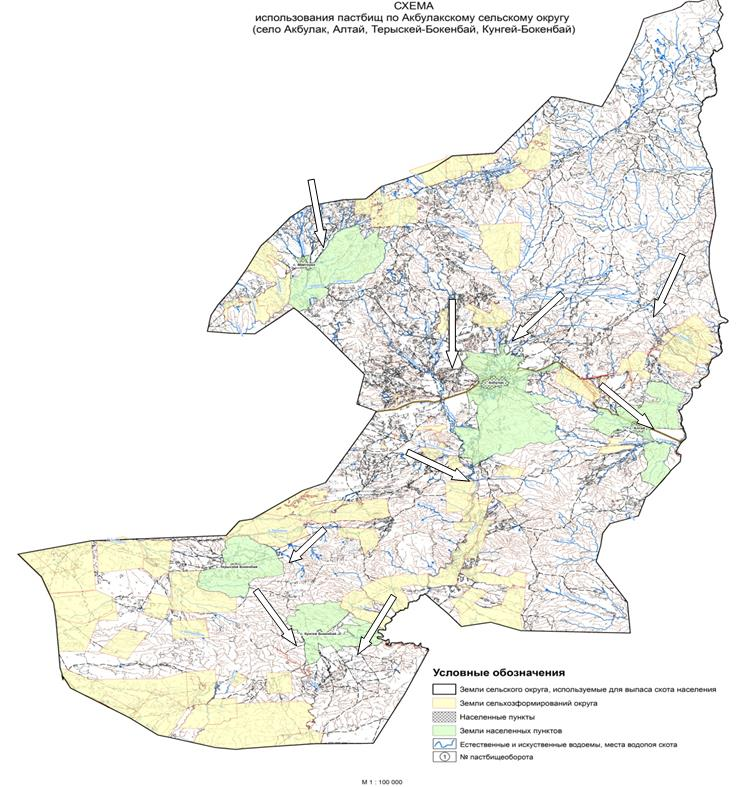 СХЕМА
использования пастбищ по Акбулакскому сельскому округу
(село Акбулак, Алтай, Терыскей-Бокенбай, Кунгей-Бокенбай)
с. Акбулак
Условные обозначения
Земли сельского округа, используемые для выпаса скота населения
Земли сельхозформирований округа
Населенные пункты
Земли населенных пунктов
Естественные и искуственные водоемы, места водопоя скота
1 № пастбищеоборота
М 1 : 100 000